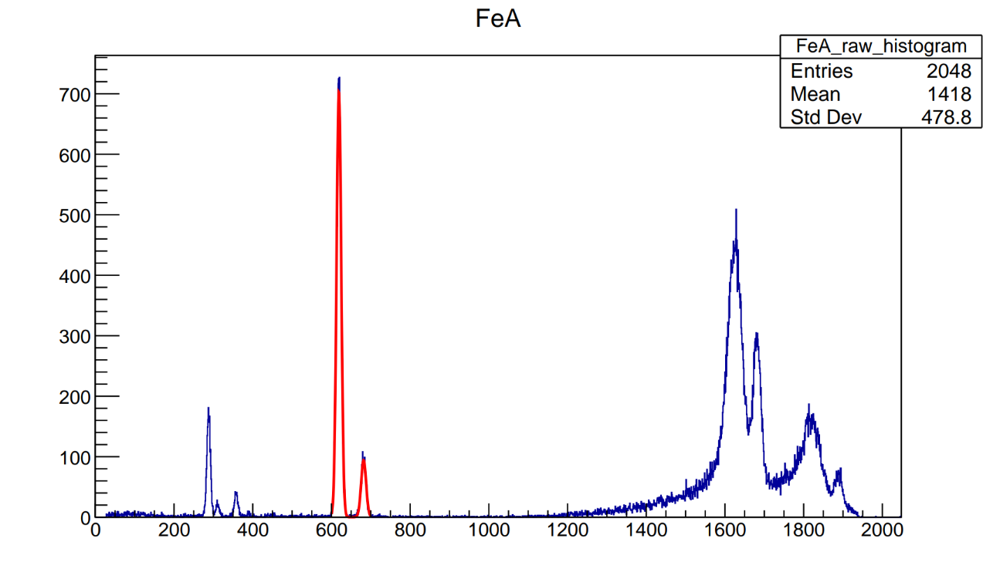 FeA
FeA_raw_histogram
Entries 2048
Mean 1418
Std Dev 478.8
700
600
500
400
300
200
100
0
0 200 400 600 800 1000 1200 1400 1600 1800 2000